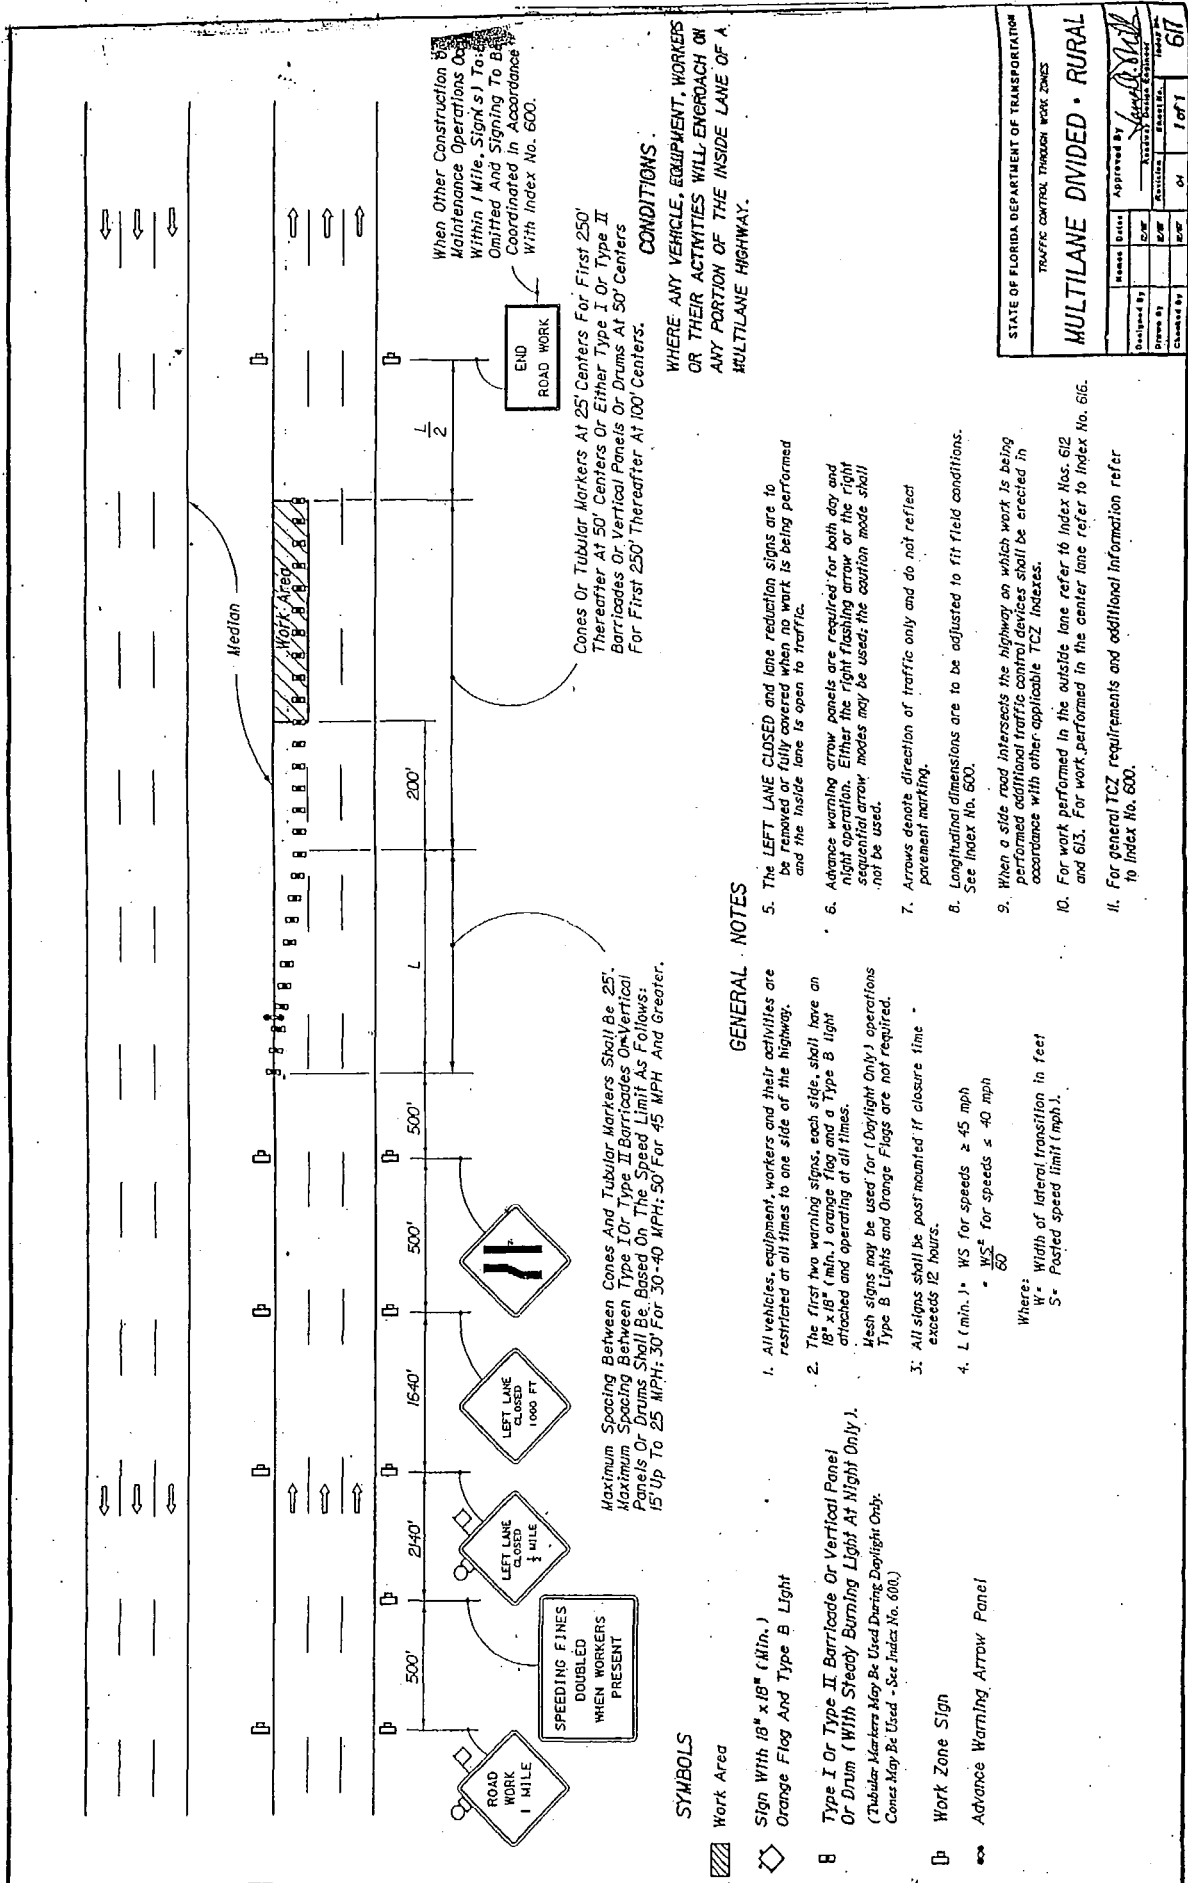 Median
Work Area
L
200'
L
2
500'
500'
1640'
2140'
500'
ROAD
WORK
1 MILE
SPEEDING FINES
DOUBLED
WHEN WORKERS
PRESENT
LEFT LANE
CLOSED
½ MILE
LEFT LANE
CLOSED
1000 FT
END
ROAD WORK
When Other Construction Or
Maintenance Operations Occur
Within 1 Mile, Sign(s) To Be
Omitted And Signing To Be
Coordinated In Accordance
With Index No. 600.
Cones Or Tubular Markers At 25' Centers For First 250'
Thereafter At 50' Centers Or Either Type I Or Type II
Barricades Or Vertical Panels Or Drums At 50' Centers
For First 250' Thereafter At 100' Centers.
Maximum Spacing Between Cones And Tubular Markers Shall Be 25'.
Maximum Spacing Between Type I Or Type II Barricades Or Vertical
Panels Or Drums Shall Be Based On The Speed Limit As Follows:
15' Up To 25 MPH; 30' For 30-40 MPH; 50' For 45 MPH And Greater.
CONDITIONS
WHERE ANY VEHICLE, EQUIPMENT, WORKERS
OR THEIR ACTIVITIES WILL ENCROACH ON
ANY PORTION OF THE INSIDE LANE OF A
MULTILANE HIGHWAY.
SYMBOLS
Work Area
Sign With 18" x 18" (Min.)
Orange Flag And Type B Light
Type I Or Type II Barricade Or Vertical Panel
Or Drum (With Steady Burning Light At Night Only).
(Tubular Markers May Be Used During Daylight Only.
Cones May Be Used - See Index No. 600.)
Work Zone Sign
Advance Warning Arrow Panel
GENERAL NOTES
1. All vehicles, equipment, workers and their activities are
restricted at all times to one side of the highway.
2. The first two warning signs, each side, shall have an
18" x 18" (min.) orange flag and a Type B light
attached and operating at all times.
Mesh signs may be used for (Daylight Only) operations
Type B Lights and Orange Flags are not required.
3. All signs shall be post mounted if closure time
exceeds 12 hours.
4. L (min.) = WS for speeds ≥ 45 mph
= WS² for speeds ≤ 40 mph
60
Where:
W = Width of lateral transition in feet
S = Posted speed limit (mph).
5. The LEFT LANE CLOSED and lane reduction signs are to
be removed or fully covered when no work is being performed
and the inside lane is open to traffic.
6. Advance warning arrow panels are required for both day and
night operation. Either the right flashing arrow or the right
sequential arrow modes may be used; the caution mode shall
not be used.
7. Arrows denote direction of traffic only and do not reflect
pavement marking.
8. Longitudinal dimensions are to be adjusted to fit field conditions.
See Index No. 600.
9. When a side road intersects the highway on which work is being
performed additional traffic control devices shall be erected in
accordance with other applicable TCZ Indexes.
10. For work performed in the outside lane refer to Index Nos. 612
and 613. For work performed in the center lane refer to Index No. 616.
11. For general TCZ requirements and additional information refer
to Index No. 600.
STATE OF FLORIDA DEPARTMENT OF TRANSPORTATION
TRAFFIC CONTROL THROUGH WORK ZONES
MULTILANE DIVIDED • RURAL
Names Dates Approved By
Designed By
Roadway Design Engineer
Drawn By Revision Sheet No. Index No.
Checked By 01 1 of 1 617